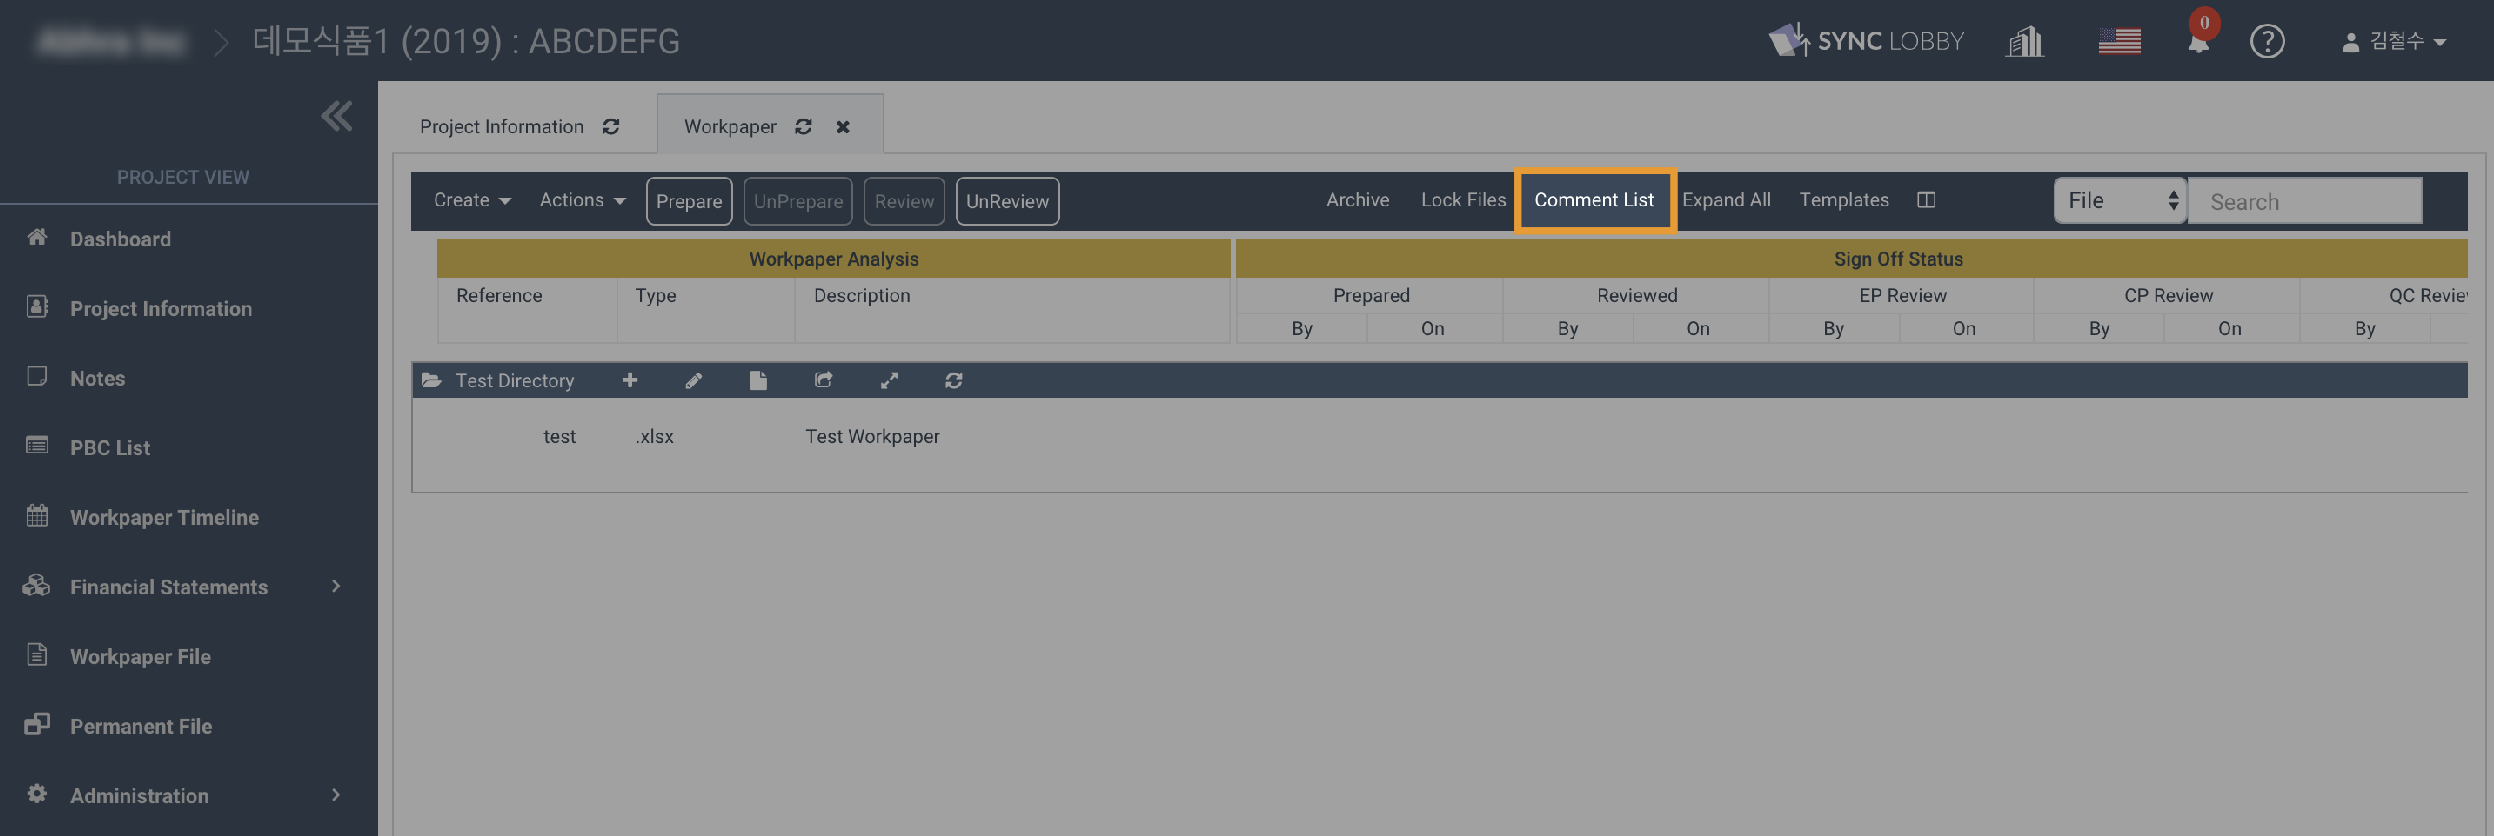 데모식품1 (2019) : ABCDEFG
SYNC LOBBY
0
?
김철수
Project Information
Workpaper
PROJECT VIEW
Create
Actions
Prepare
UnPrepare
Review
UnReview
Archive
Lock Files
Comment List
Expand All
Templates
File
Search
Dashboard
Workpaper Analysis
Sign Off Status
Reference
Type
Description
Prepared
Reviewed
EP Review
CP Review
QC Review
By
On
By
On
By
On
By
On
By
Project Information
Notes
Test Directory
test
.xlsx
Test Workpaper
PBC List
Workpaper Timeline
Financial Statements
Workpaper File
Permanent File
Administration